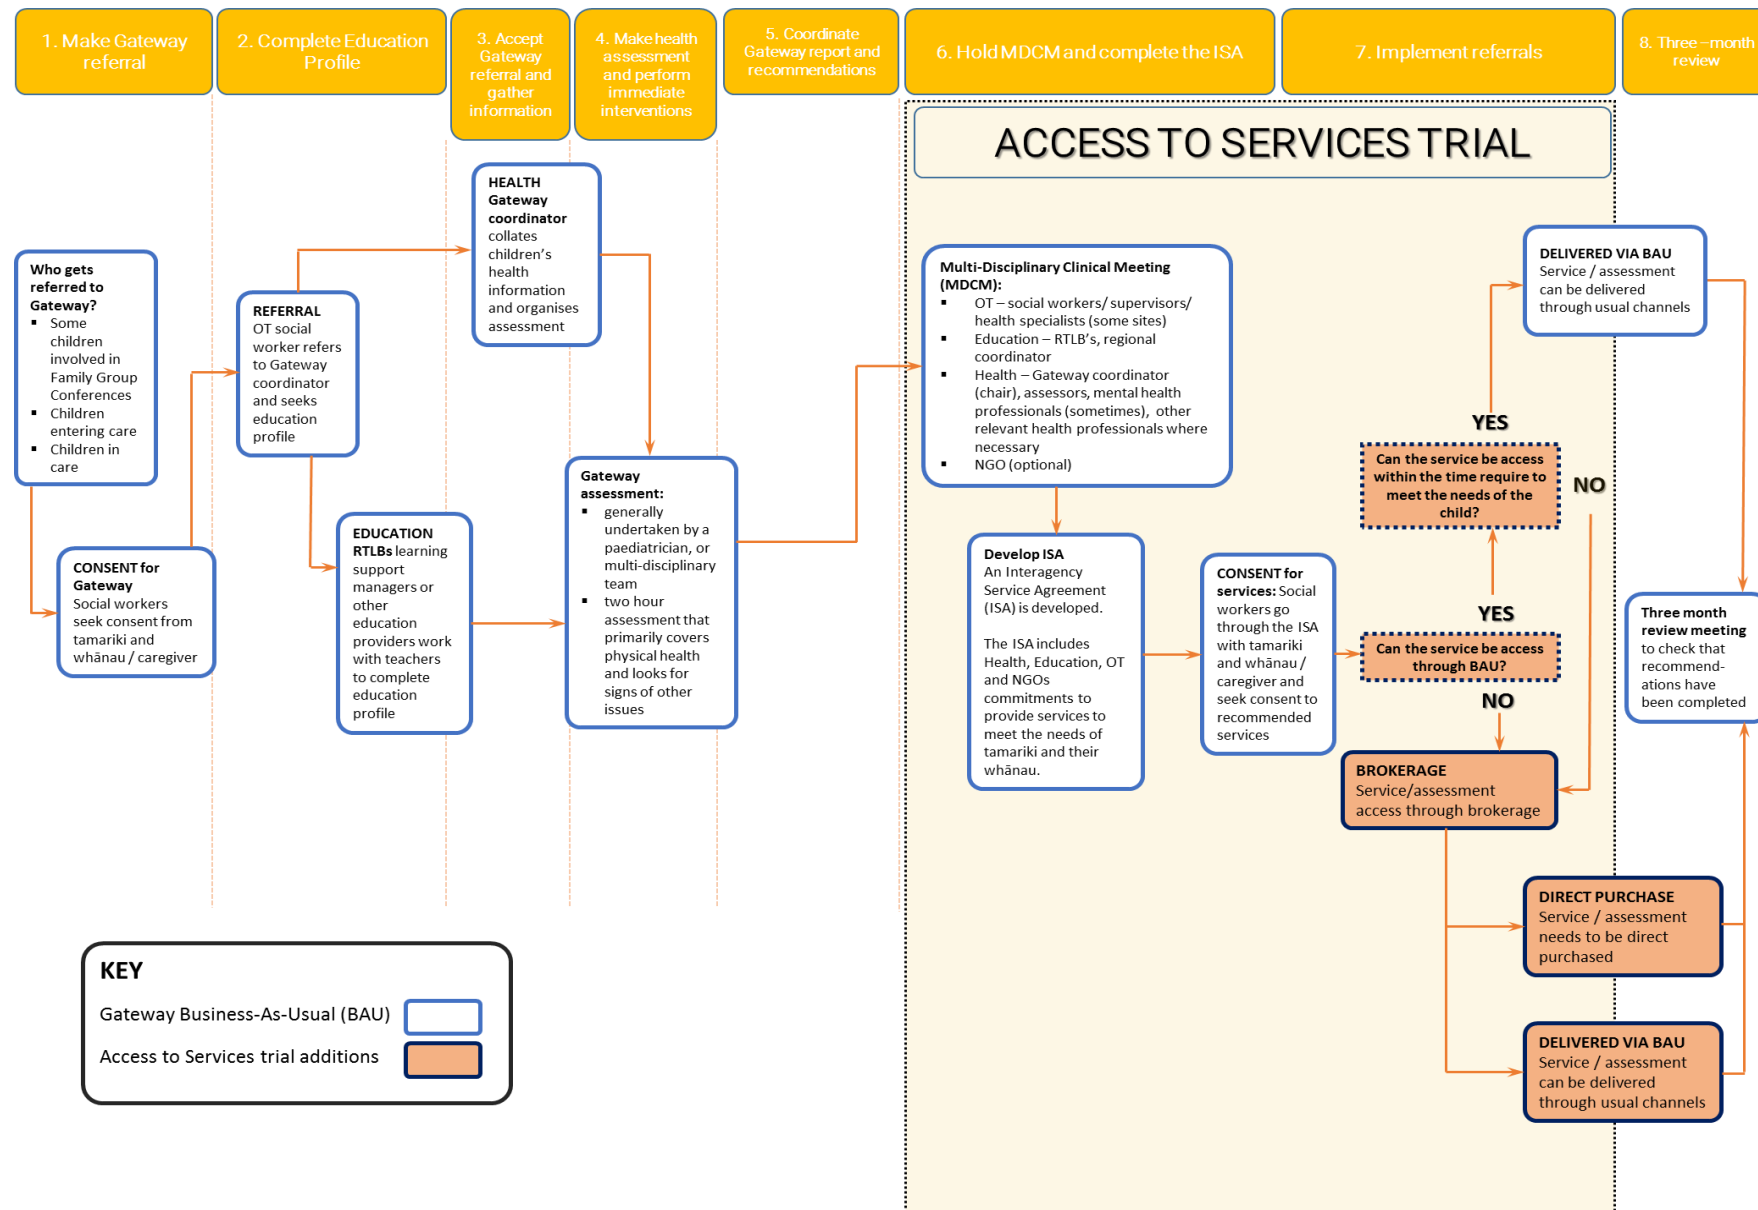 1. Make Gateway
referral
2. Complete Education
Profile
3. Accept
Gateway
referral and
gather
information
4. Make health
assessment
and perform
immediate
interventions
5. Coordinate
Gateway report and
recommendations
6. Hold MDCM and complete the ISA
7. Implement referrals
8. Three –month
review
ACCESS TO SERVICES TRIAL
Who gets
referred to
Gateway?
▪ Some
children
involved in
Family Group
Conferences
▪ Children
entering care
▪ Children in
care
CONSENT for
Gateway
Social workers
seek consent from
tamariki and
whānau / caregiver
REFERRAL
OT social
worker refers
to Gateway
coordinator
and seeks
education
profile
HEALTH
Gateway
coordinator
collates
children's
health
information
and organises
assessment
EDUCATION
RTLBs learning
support
managers or
other
education
providers work
with teachers
to complete
education
profile
Gateway
assessment:
▪ generally
undertaken by a
paediatrician, or
multi-disciplinary
team
▪ two hour
assessment that
primarily covers
physical health
and looks for
signs of other
issues
Multi-Disciplinary Clinical Meeting
(MDCM):
▪ OT – social workers/ supervisors/
health specialists (some sites)
▪ Education – RTLB's, regional
coordinator
▪ Health – Gateway coordinator
(chair), assessors, mental health
professionals (sometimes), other
relevant health professionals where
necessary
▪ NGO (optional)
Develop ISA
An Interagency
Service Agreement
(ISA) is developed.
The ISA includes
Health, Education, OT
and NGOs
commitments to
provide services to
meet the needs of
tamariki and their
whānau.
CONSENT for
services: Social
workers go
through the ISA
with tamariki
and whānau /
caregiver and
seek consent to
recommended
services
Can the service be access
through BAU?
YES
NO
Can the service be access
within the time require to
meet the needs of the
child?
YES
NO
DELIVERED VIA BAU
Service / assessment
can be delivered
through usual channels
BROKERAGE
Service/assessment
access through brokerage
DIRECT PURCHASE
Service / assessment
needs to be direct
purchased
DELIVERED VIA BAU
Service / assessment
can be delivered
through usual channels
Three month
review meeting
to check that
recommend-
ations have
been completed
KEY
Gateway Business-As-Usual (BAU)
Access to Services trial additions